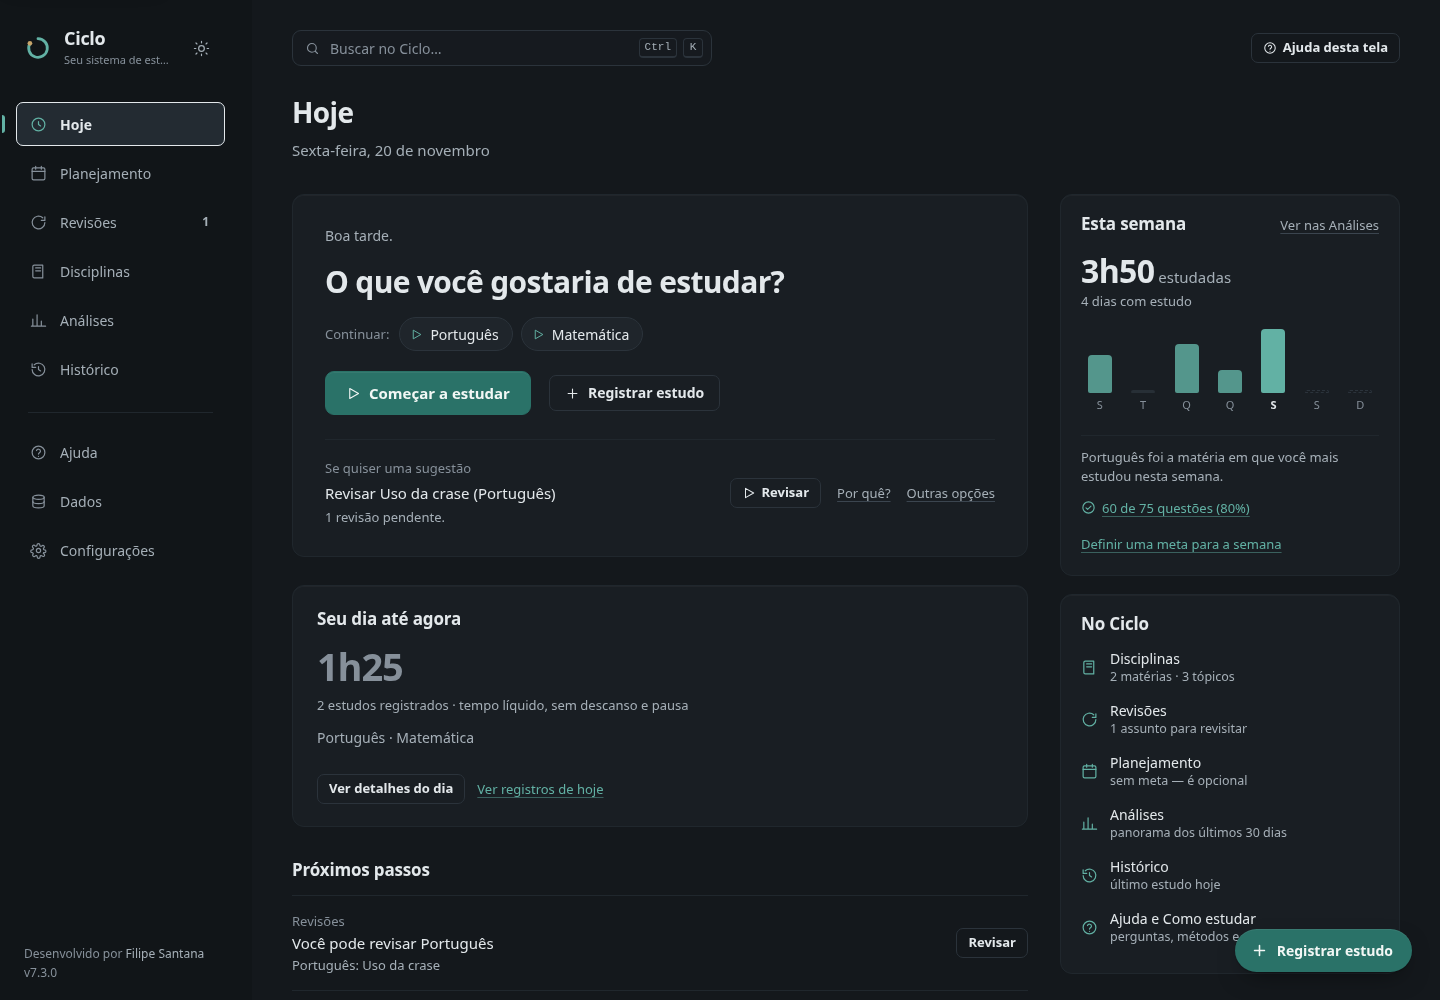 Ciclo
Seu sistema de est...
Hoje
Planejamento
Revisões 1
Disciplinas
Análises
Histórico
Ajuda
Dados
Configurações
Desenvolvido por Filipe Santana
v7.3.0
Buscar no Ciclo... Ctrl K
Ajuda desta tela
Hoje
Sexta-feira, 20 de novembro
Boa tarde.
O que você gostaria de estudar?
Continuar: Português Matemática
Começar a estudar Registrar estudo
Se quiser uma sugestão
Revisar Uso da crase (Português)
1 revisão pendente.
Revisar Por quê? Outras opções
Seu dia até agora
1h25
2 estudos registrados · tempo líquido, sem descanso e pausa
Português · Matemática
Ver detalhes do dia Ver registros de hoje
Próximos passos
Revisões
Você pode revisar Português
Português: Uso da crase
Revisar
Esta semana Ver nas Análises
3h50 estudadas
4 dias com estudo
S T Q Q S S D
Português foi a matéria em que você mais
estudou nesta semana.
60 de 75 questões (80%)
Definir uma meta para a semana
No Ciclo
Disciplinas
2 matérias · 3 tópicos
Revisões
1 assunto para revisitar
Planejamento
sem meta — é opcional
Análises
panorama dos últimos 30 dias
Histórico
último estudo hoje
Ajuda e Como estudar
perguntas, métodos e
Registrar estudo